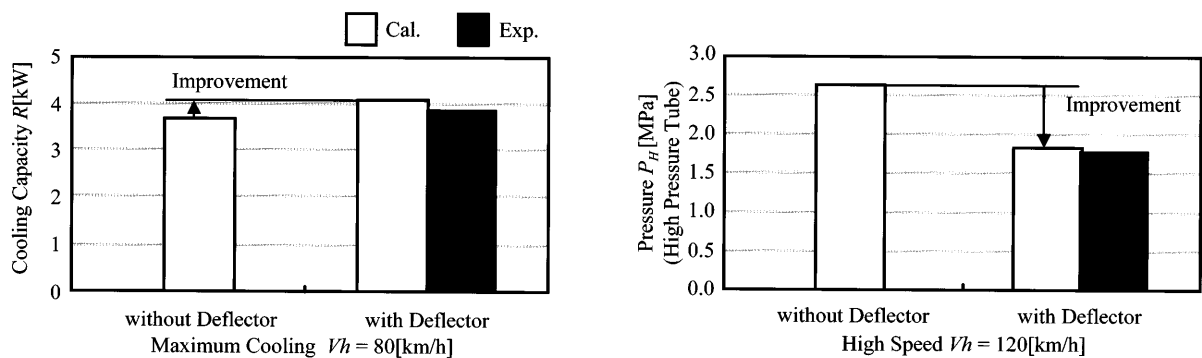 Cal. Exp.
Cooling Capacity R[kW]
5
4
3
2
1
0
Improvement
without Deflector with Deflector
Maximum Cooling Vh = 80[km/h]
Pressure P_H [MPa]
(High Pressure Tube)
3.0
2.5
2.0
1.5
1.0
0.5
0.0
Improvement
without Deflector with Deflector
High Speed Vh = 120[km/h]